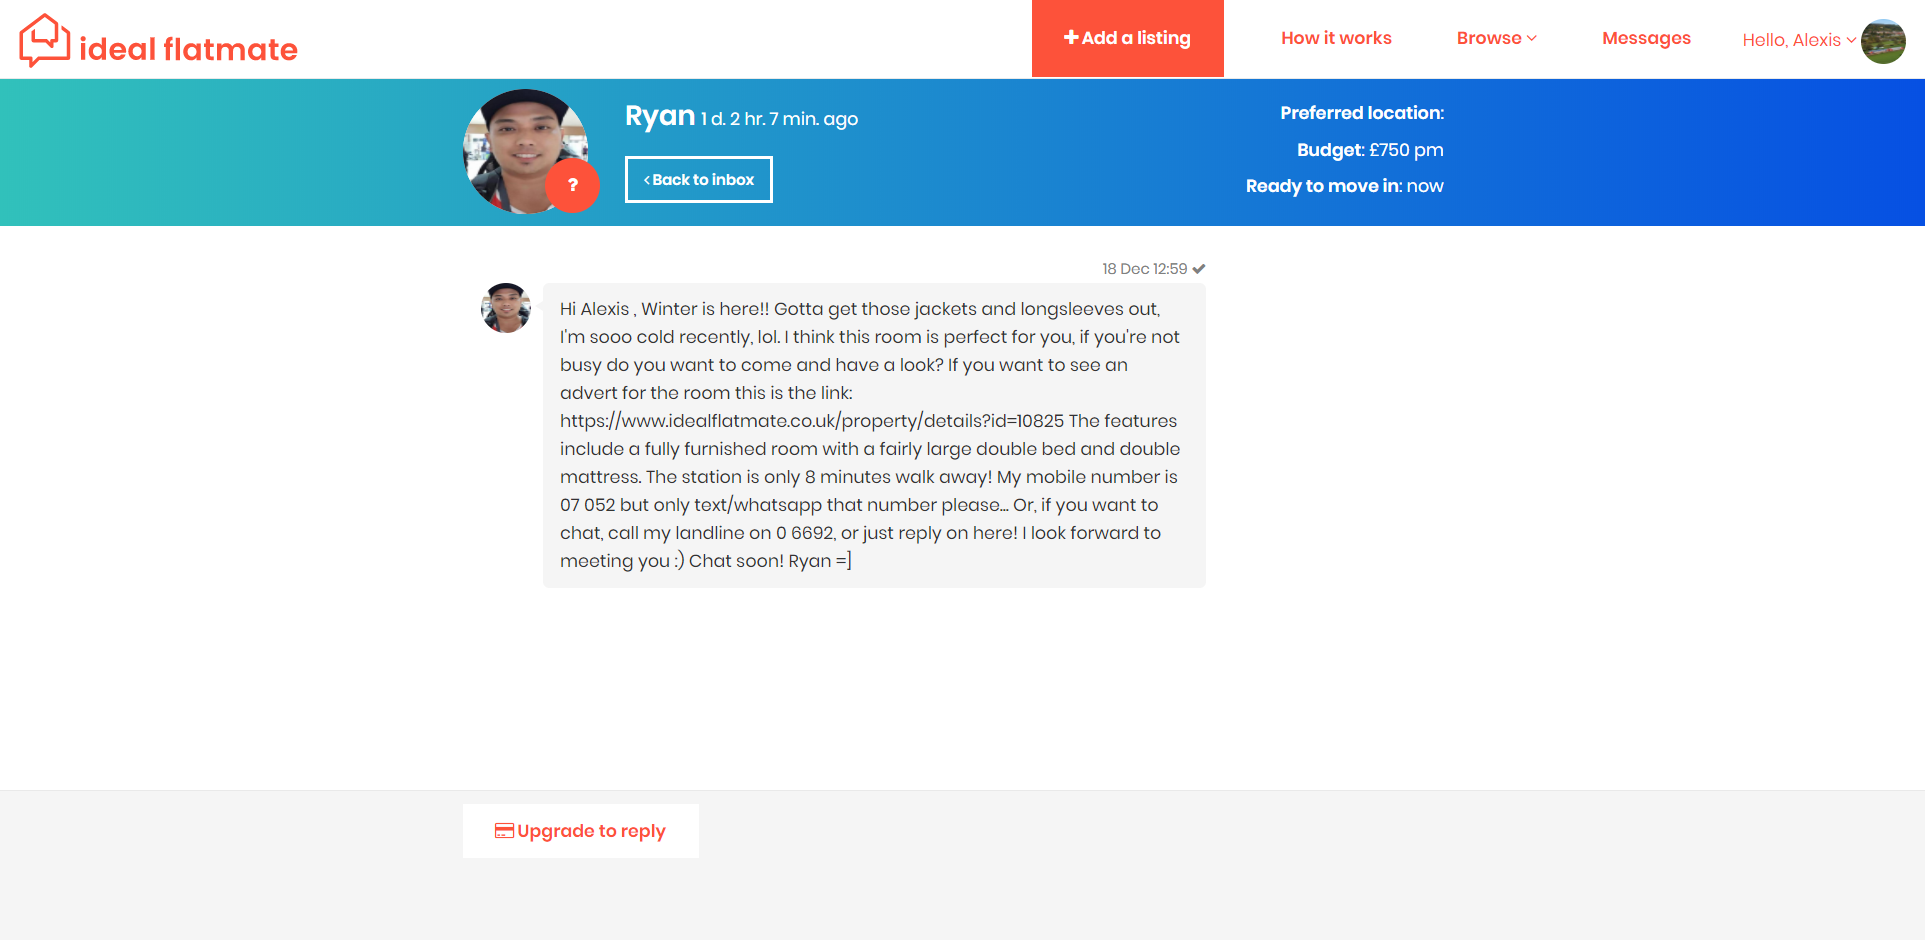 ideal flatmate
+ Add a listing
How it works
Browse
Messages
Hello, Alexis
Ryan 1 d. 2 hr. 7 min. ago
Back to inbox
?
Preferred location:
Budget: £750 pm
Ready to move in: now
18 Dec 12:59
Hi Alexis , Winter is here!! Gotta get those jackets and longsleeves out,
I'm sooo cold recently, lol. I think this room is perfect for you, if you're not
busy do you want to come and have a look? If you want to see an
advert for the room this is the link:
https://www.idealflatmate.co.uk/property/details?id=10825 The features
include a fully furnished room with a fairly large double bed and double
mattress. The station is only 8 minutes walk away! My mobile number is
07 052 but only text/whatsapp that number please... Or, if you want to
chat, call my landline on 0 6692, or just reply on here! I look forward to
meeting you :) Chat soon! Ryan =]
Upgrade to reply